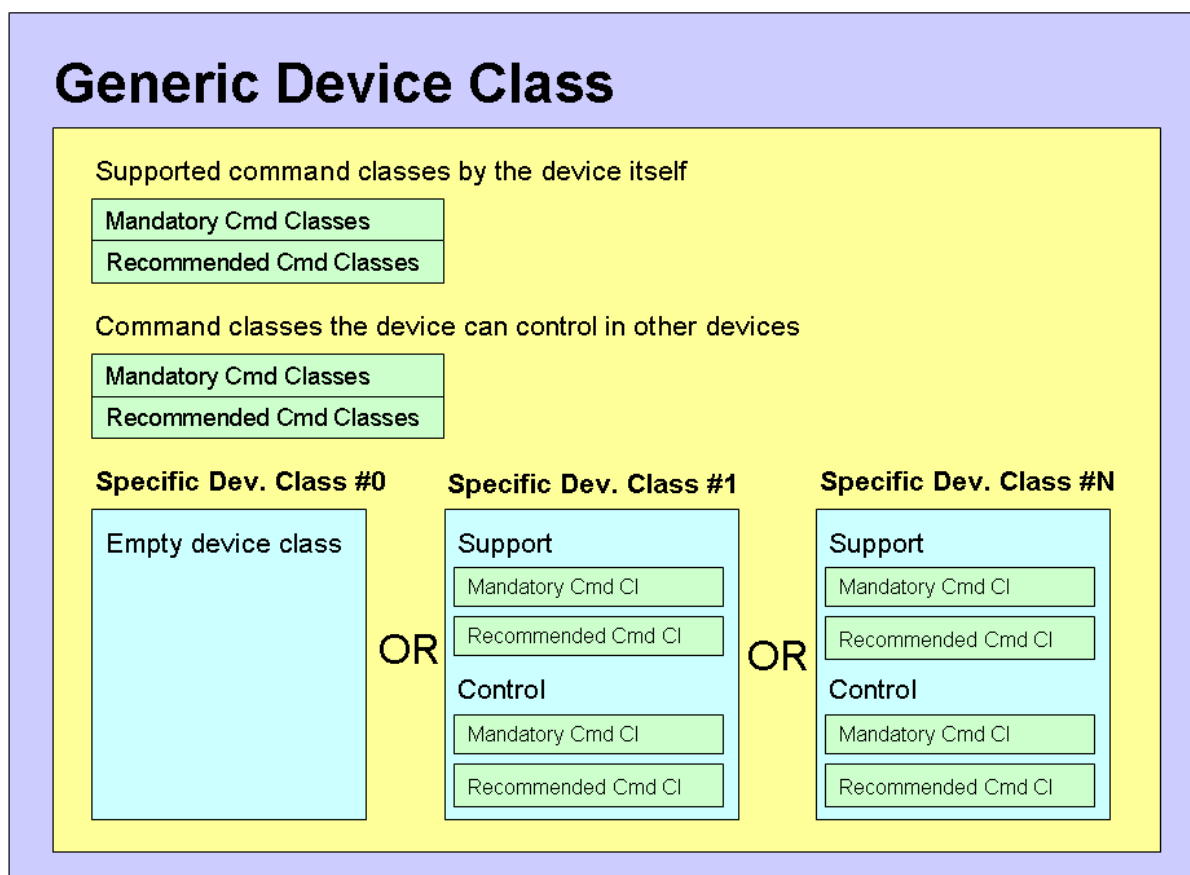 Generic Device Class
Supported command classes by the device itself
Mandatory Cmd Classes
Recommended Cmd Classes
Command classes the device can control in other devices
Mandatory Cmd Classes
Recommended Cmd Classes
Specific Dev. Class #0
Empty device class
OR
Specific Dev. Class #1
Support
Mandatory Cmd Cl
Recommended Cmd Cl
Control
Mandatory Cmd Cl
Recommended Cmd Cl
OR
Specific Dev. Class #N
Support
Mandatory Cmd Cl
Recommended Cmd Cl
Control
Mandatory Cmd Cl
Recommended Cmd Cl